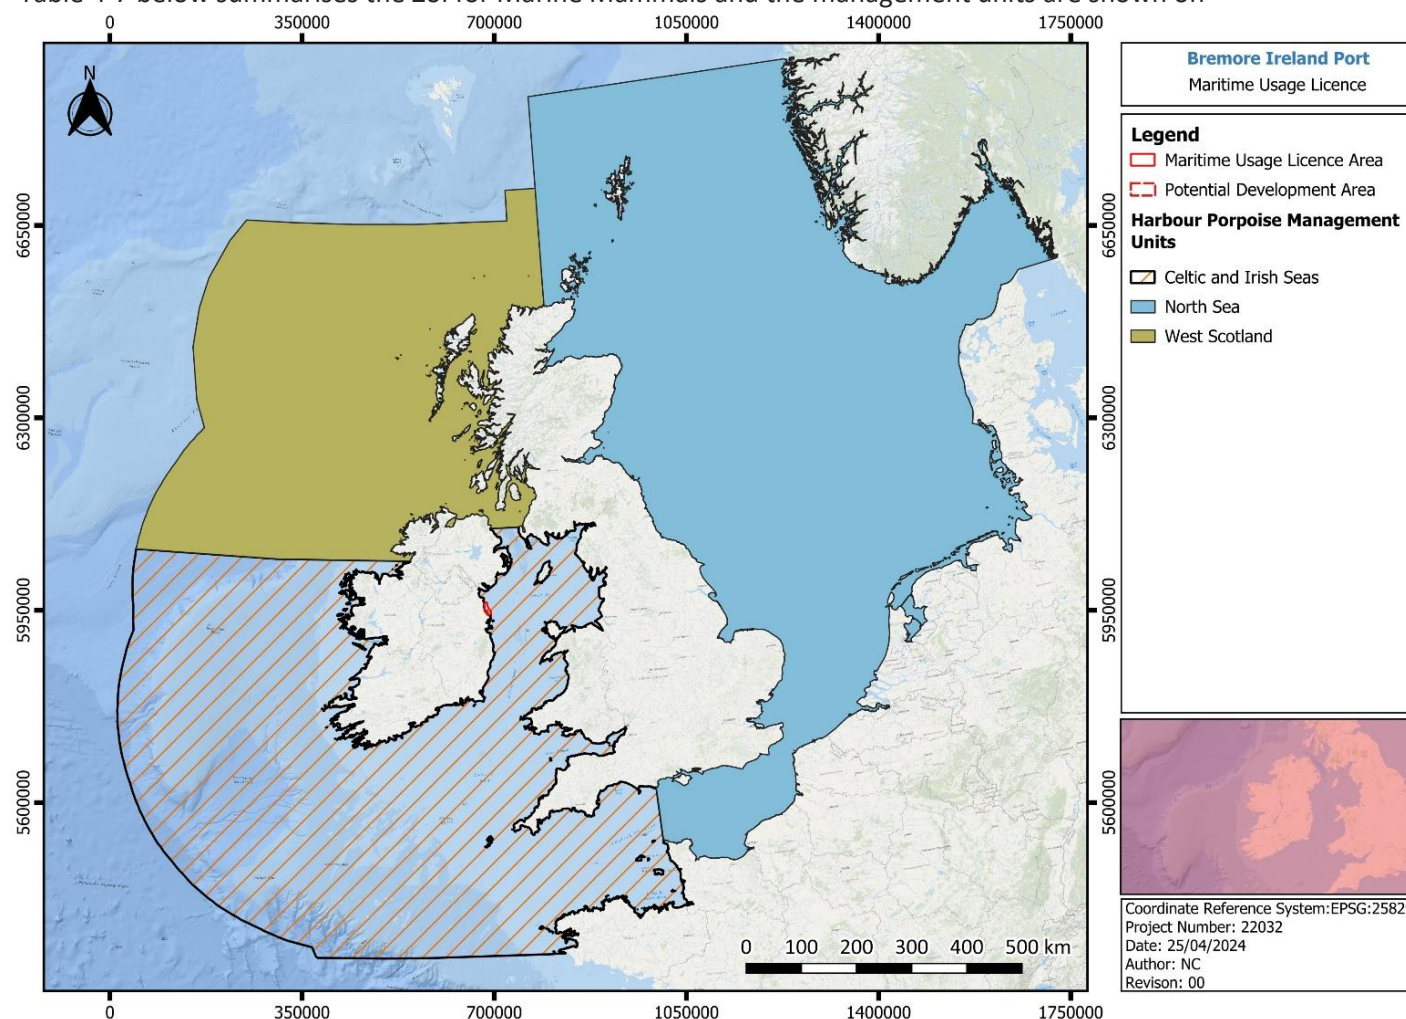 Table 4-7 below summarises the ZoI for Marine Mammals and the management units are shown on
0 350000 700000 1050000 1400000 1750000
N
6650000 6650000
6300000 6300000
5950000 5950000
5600000 5600000
0 100 200 300 400 500 km
0 350000 700000 1050000 1400000 1750000
Bremore Ireland Port
Maritime Usage Licence
Legend
Maritime Usage Licence Area
Potential Development Area
Harbour Porpoise Management
Units
Celtic and Irish Seas
North Sea
West Scotland
Coordinate Reference System:EPSG:2582
Project Number: 22032
Date: 25/04/2024
Author: NC
Revison: 00